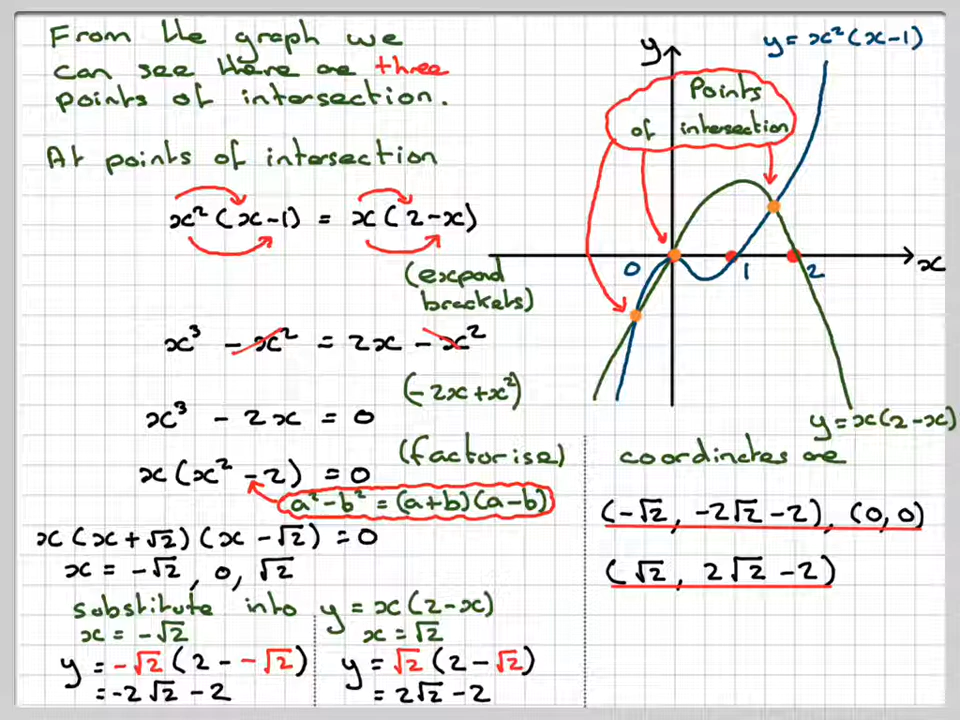 From the graph we
can see there are three
points of intersection.
At points of intersection
x²(x-1) = x(2-x)
(expand
brackets)
x³ - x² = 2x - x²
(-2x+x²)
x³ - 2x = 0
(factorise)
x(x² - 2) = 0
a²-b² = (a+b)(a-b)
x(x+√2)(x-√2) = 0
x = -√2, 0, √2
substitute into y = x(2-x)
x = -√2
y = -√2(2--√2)
= -2√2 - 2
x = √2
y = √2(2-√2)
= 2√2 - 2
y = x²(x-1)
y
Points
of intersection
0
1
2
x
y = x(2-x)
coordinates are
(-√2, -2√2-2), (0,0)
(√2, 2√2-2)